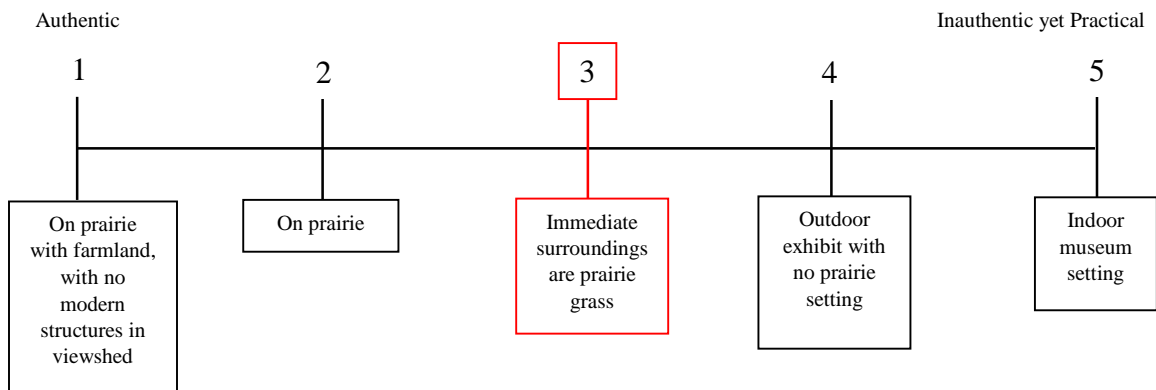 Authentic
Inauthentic yet Practical
1
2
3
4
5
On prairie
with farmland,
with no
modern
structures in
viewshed
On prairie
Immediate
surroundings
are prairie
grass
Outdoor
exhibit with
no prairie
setting
Indoor
museum
setting